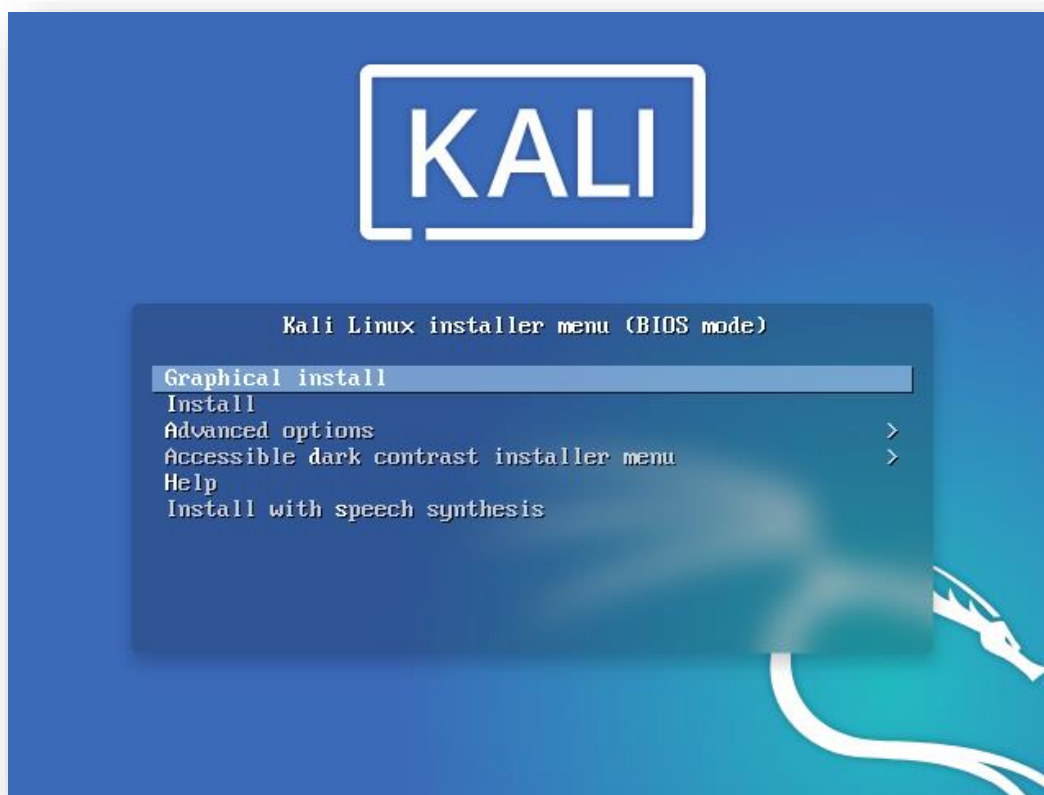 KALI
Kali Linux installer menu (BIOS mode)
Graphical install
Install
Advanced options >
Accessible dark contrast installer menu >
Help
Install with speech synthesis